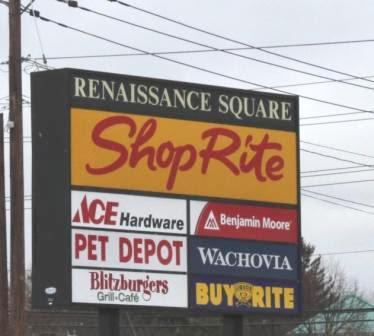 RENAISSANCE SQUARE
ShopRite
ACE Hardware
Benjamin Moore
PET DEPOT
WACHOVIA
Blitzburgers
Grill • Café
BUY RITE